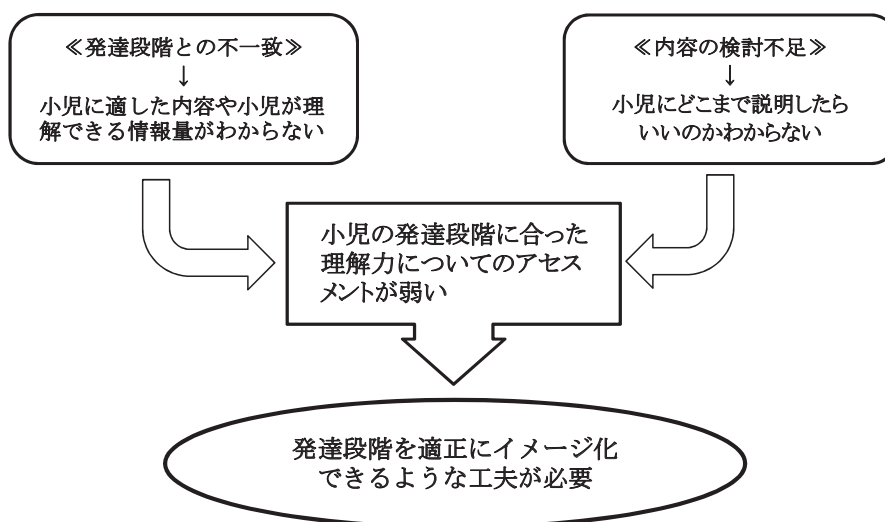 ≪発達段階との不一致≫
↓
小児に適した内容や小児が理
解できる情報量がわからない
≪内容の検討不足≫
↓
小児にどこまで説明したら
いいのかわからない
小児の発達段階に合った
理解力についてのアセス
メントが弱い
発達段階を適正にイメージ化
できるような工夫が必要